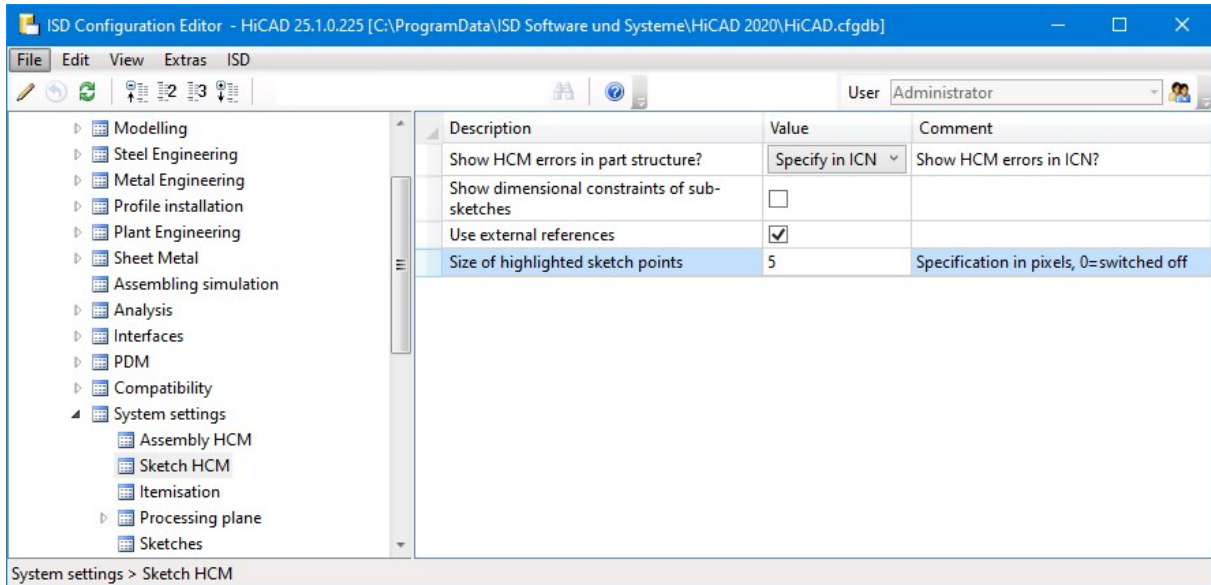 ISD Configuration Editor - HiCAD 25.1.0.225 [C:\ProgramData\ISD Software und Systeme\HiCAD 2020\HiCAD.cfgdb]
File Edit View Extras ISD
2 3 User Administrator
Modelling
Steel Engineering
Metal Engineering
Profile installation
Plant Engineering
Sheet Metal
Assembling simulation
Analysis
Interfaces
PDM
Compatibility
System settings
Assembly HCM
Sketch HCM
Itemisation
Processing plane
Sketches
Description Value Comment
Show HCM errors in part structure? Specify in ICN Show HCM errors in ICN?
Show dimensional constraints of sub-
sketches
Use external references
Size of highlighted sketch points 5 Specification in pixels, 0=switched off
System settings > Sketch HCM